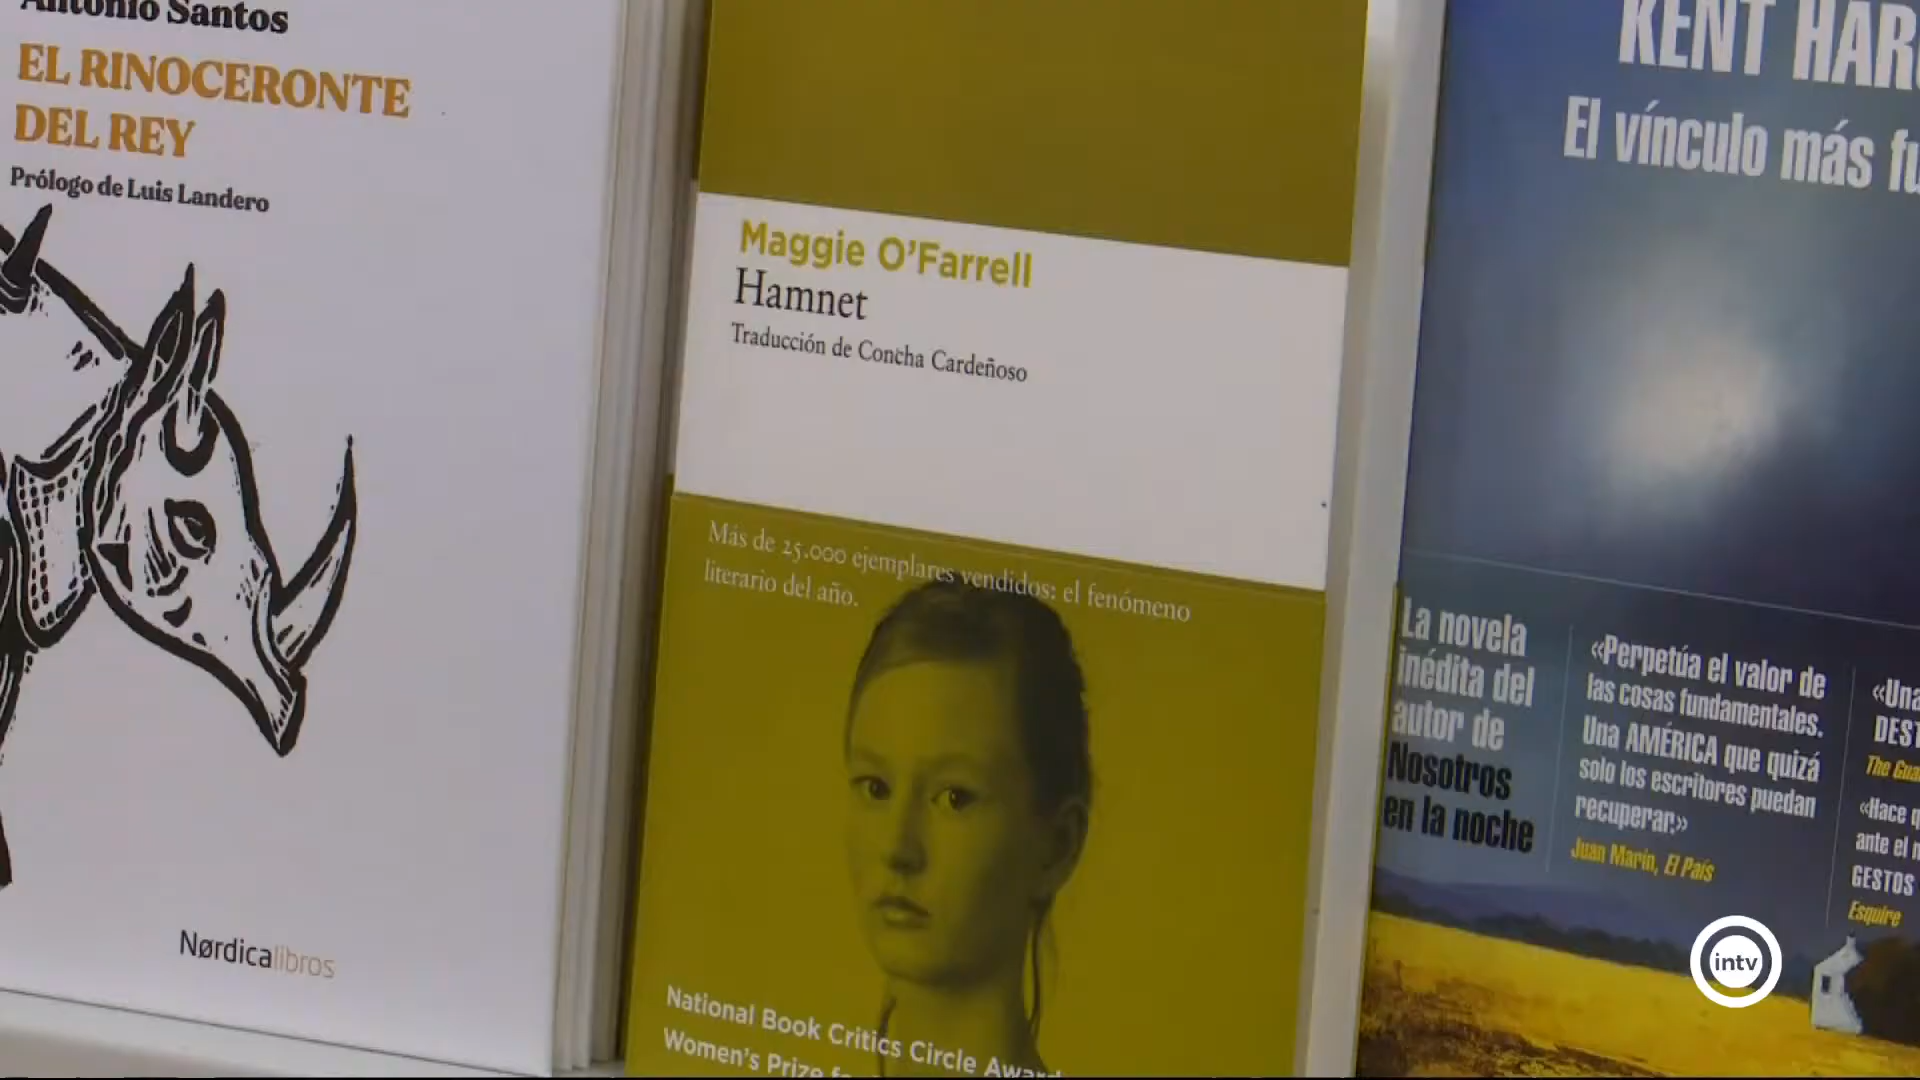 Antonio Santos
EL RINOCERONTE
DEL REY
Prólogo de Luis Landero
Nørdicalibros
Maggie O'Farrell
Hamnet
Traducción de Concha Cardeñoso
Más de 25.000 ejemplares vendidos: el fenómeno
literario del año.
National Book Critics Circle Award
Women's Prize
KENT HAR
El vínculo más fu
La novela
inédita del
autor de
Nosotros
en la noche
«Perpetúa el valor de
las cosas fundamentales.
Una AMÉRICA que quizá
solo los escritores puedan
recuperar.»
Juan Marín, El País
«Una
DEST
The Gua
«Hace q
ante el m
GESTOS
Esquire
intv